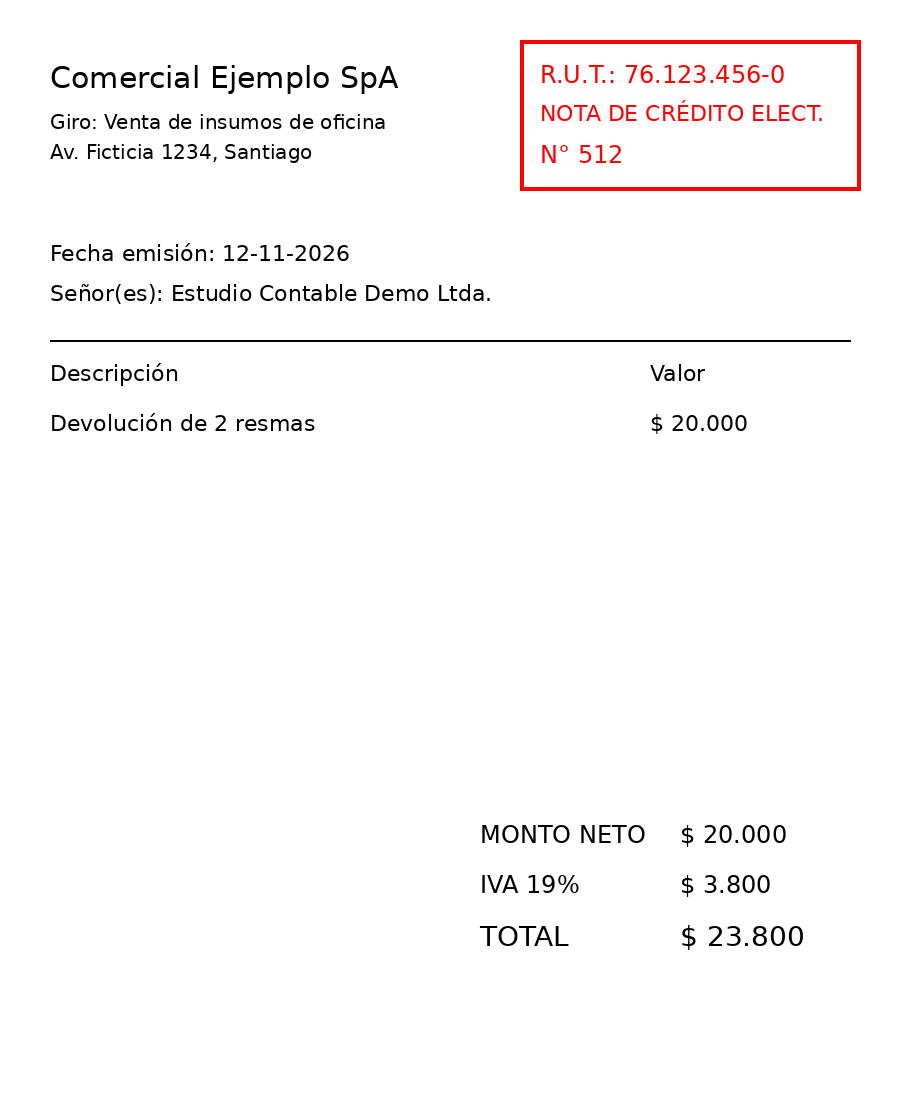 Comercial Ejemplo SpA
Giro: Venta de insumos de oficina
Av. Ficticia 1234, Santiago
R.U.T.: 76.123.456-0
NOTA DE CRÉDITO ELECT.
N° 512
Fecha emisión: 12-11-2026
Señor(es): Estudio Contable Demo Ltda.
Descripción Valor
Devolución de 2 resmas $ 20.000
MONTO NETO $ 20.000
IVA 19% $ 3.800
TOTAL $ 23.800